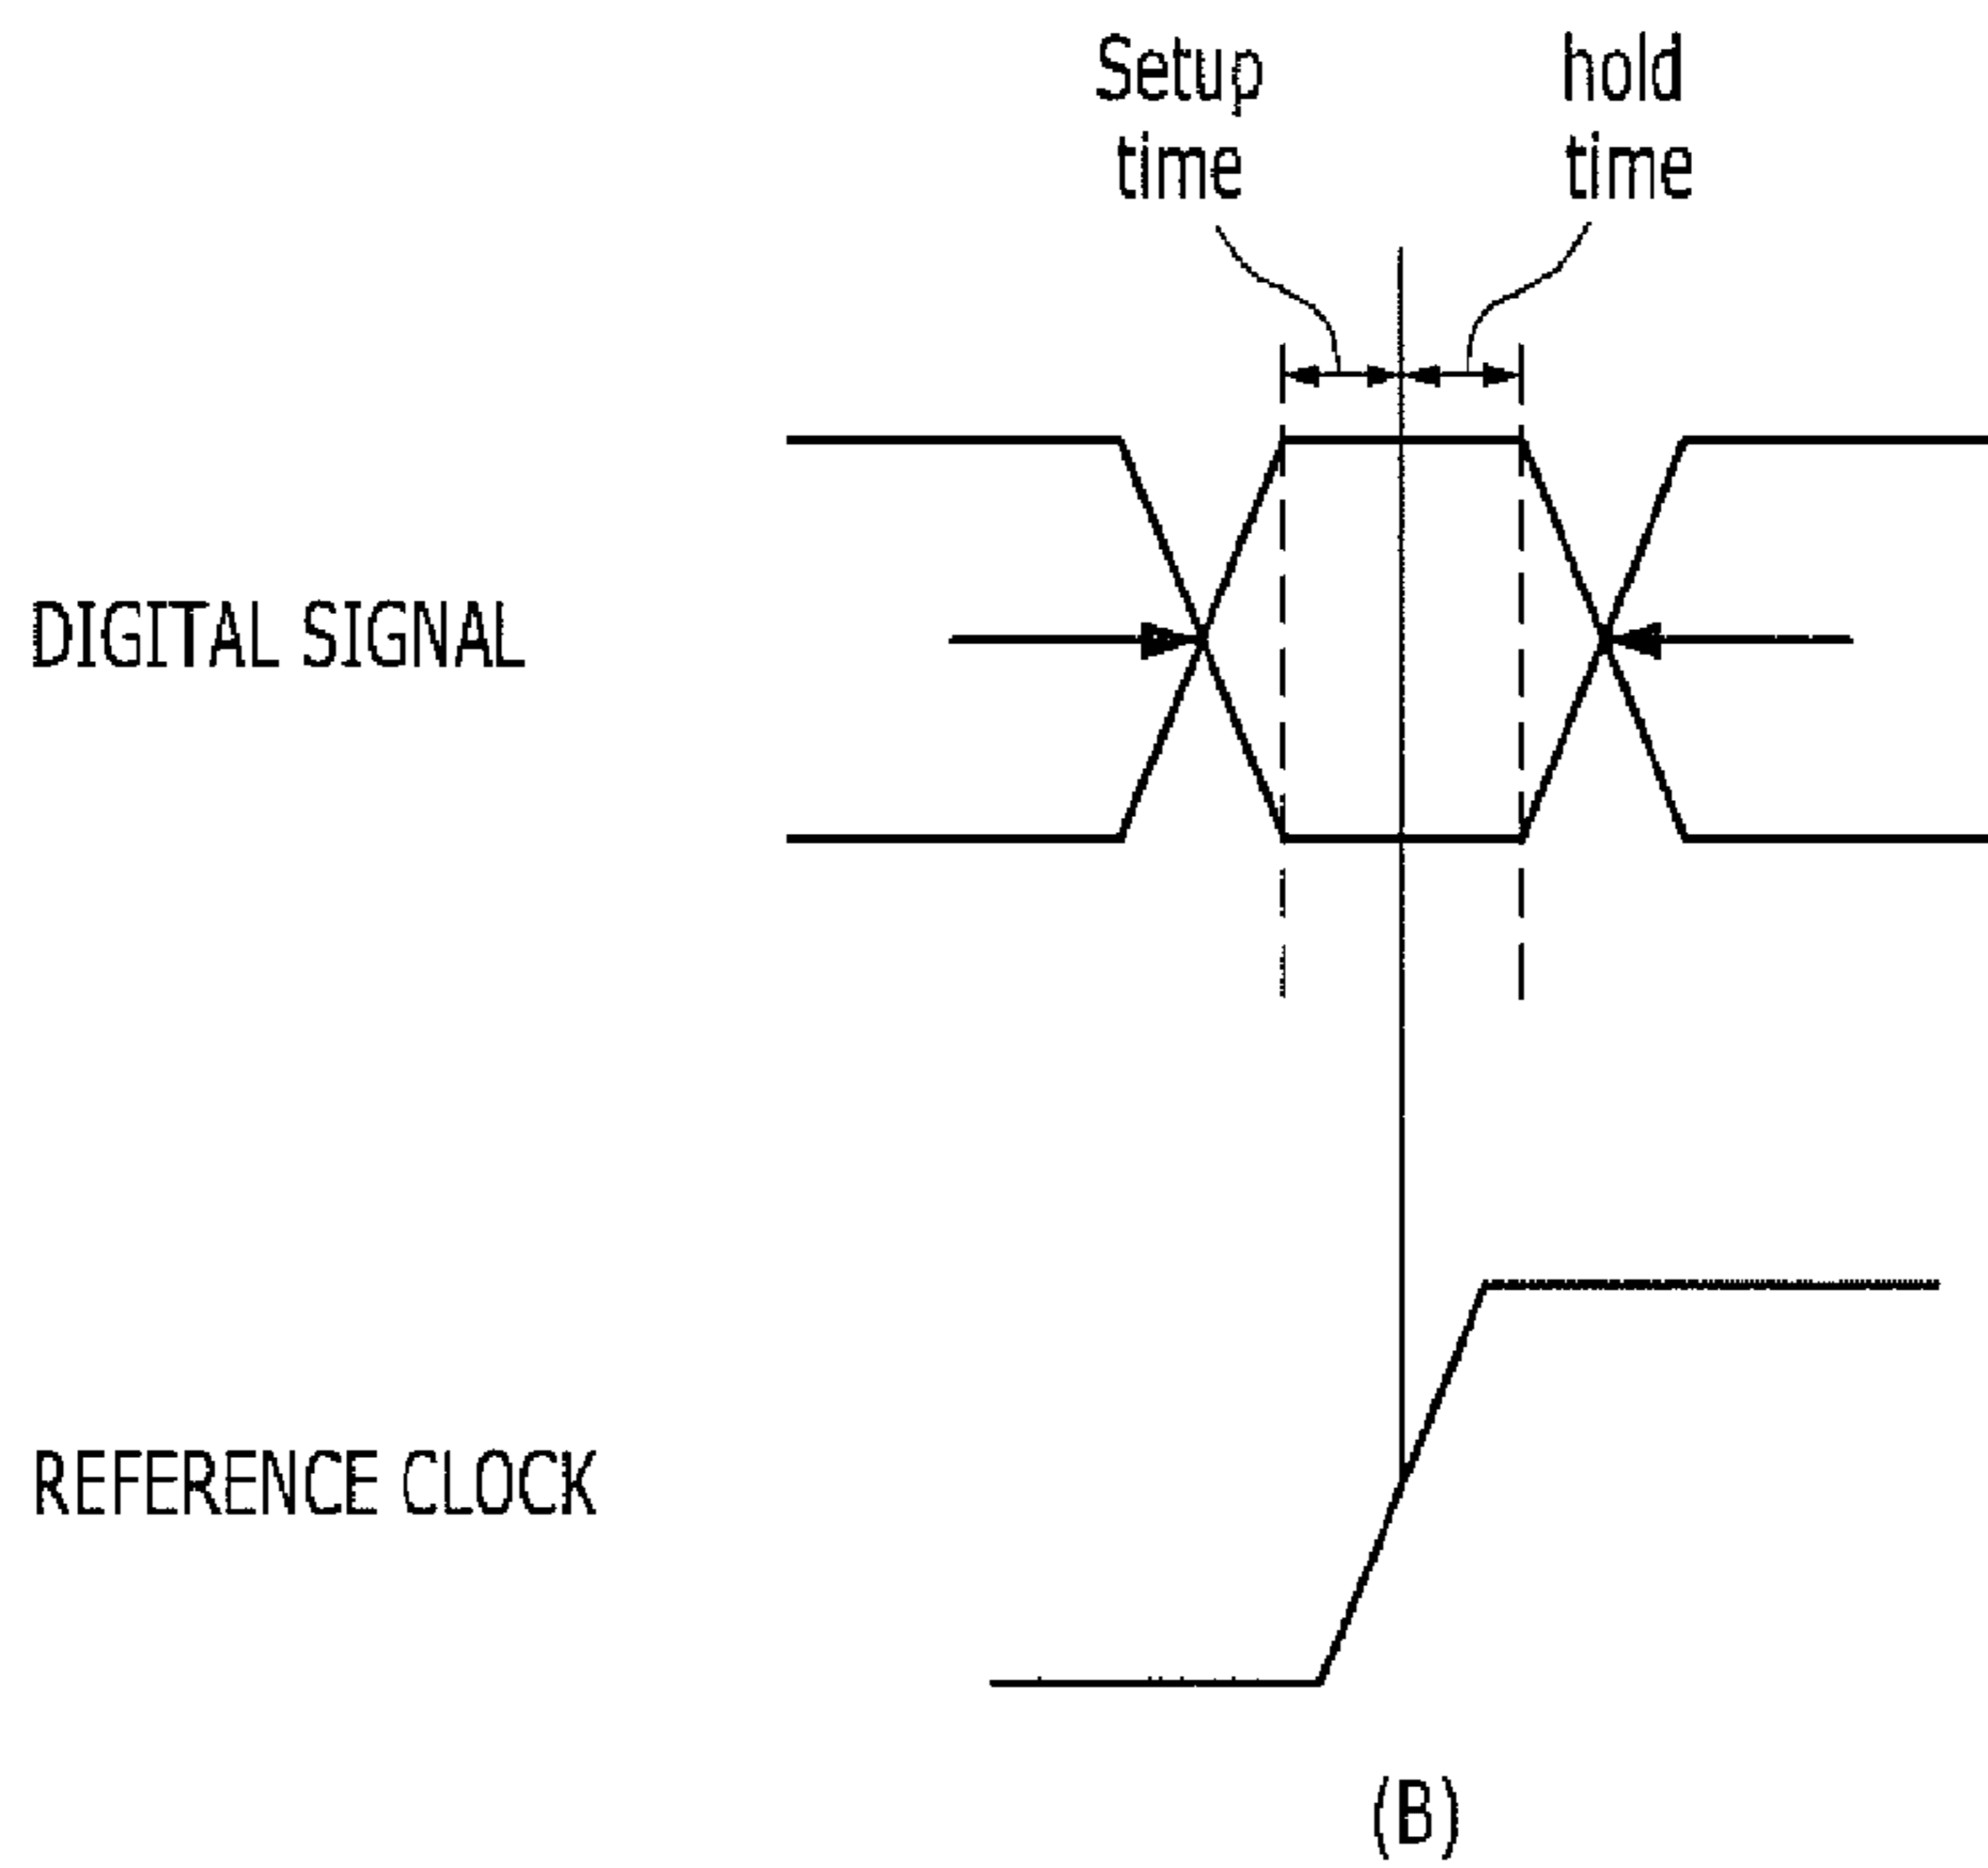 Setup
time
hold
time
DIGITAL SIGNAL
REFERENCE CLOCK
(B)